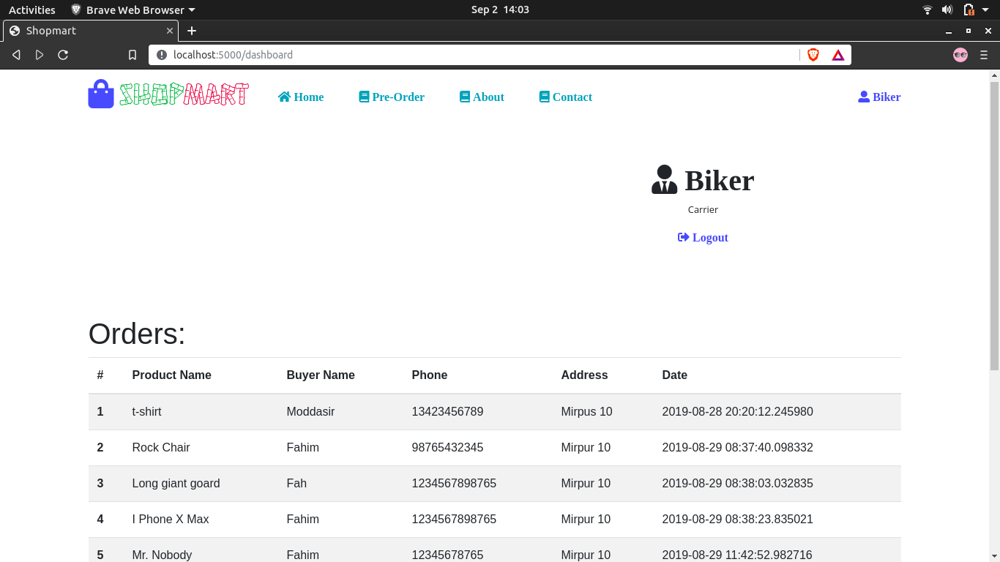 Activities Brave Web Browser Sep 2 14:03
Shopmart
localhost:5000/dashboard
SHOPMART Home Pre-Order About Contact Biker
Biker
Carrier
Logout
Orders:
# Product Name Buyer Name Phone Address Date
1 t-shirt Moddasir 13423456789 Mirpus 10 2019-08-28 20:20:12.245980
2 Rock Chair Fahim 98765432345 Mirpur 10 2019-08-29 08:37:40.098332
3 Long giant goard Fah 1234567898765 Mirpur 10 2019-08-29 08:38:03.032835
4 I Phone X Max Fahim 1234567898765 Mirpur 10 2019-08-29 08:38:23.835021
5 Mr. Nobody Fahim 12345678765 Mirpur 10 2019-08-29 11:42:52.982716